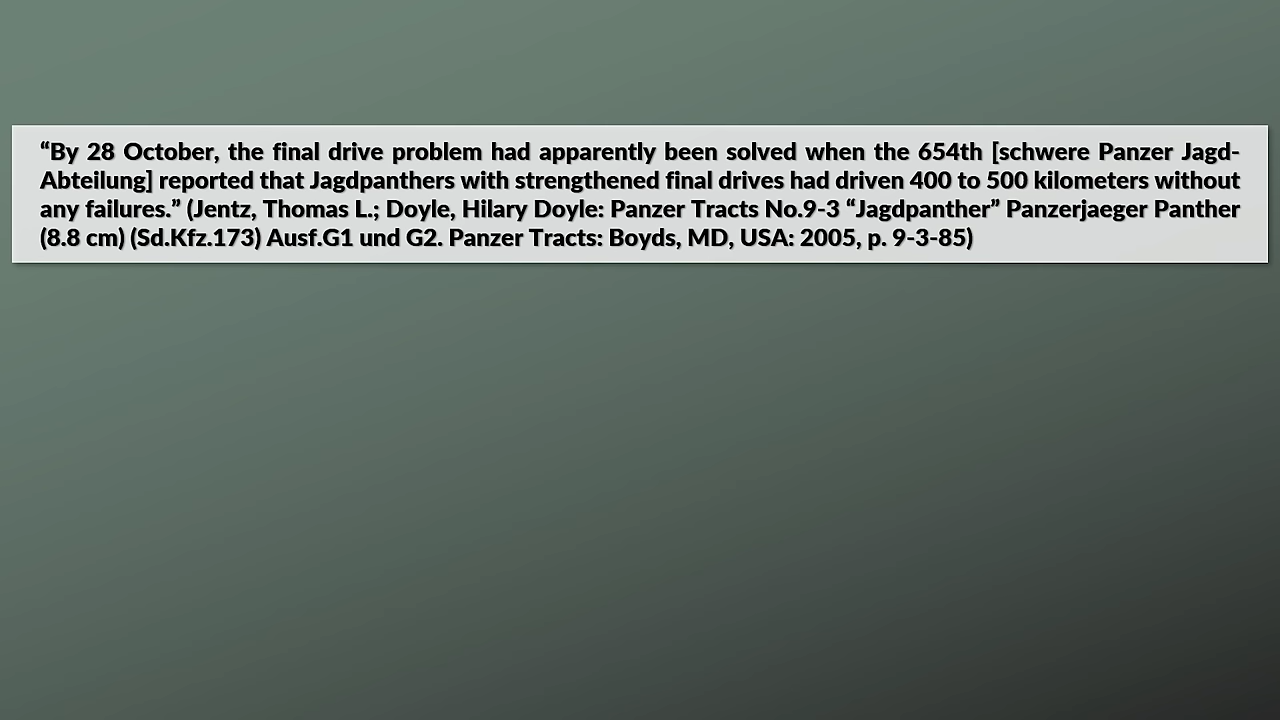 “By 28 October, the final drive problem had apparently been solved when the 654th [schwere Panzer Jagd-
Abteilung] reported that Jagdpanthers with strengthened final drives had driven 400 to 500 kilometers without
any failures.” (Jentz, Thomas L.; Doyle, Hilary Doyle: Panzer Tracts No.9-3 “Jagdpanther” Panzerjaeger Panther
(8.8 cm) (Sd.Kfz.173) Ausf.G1 und G2. Panzer Tracts: Boyds, MD, USA: 2005, p. 9-3-85)